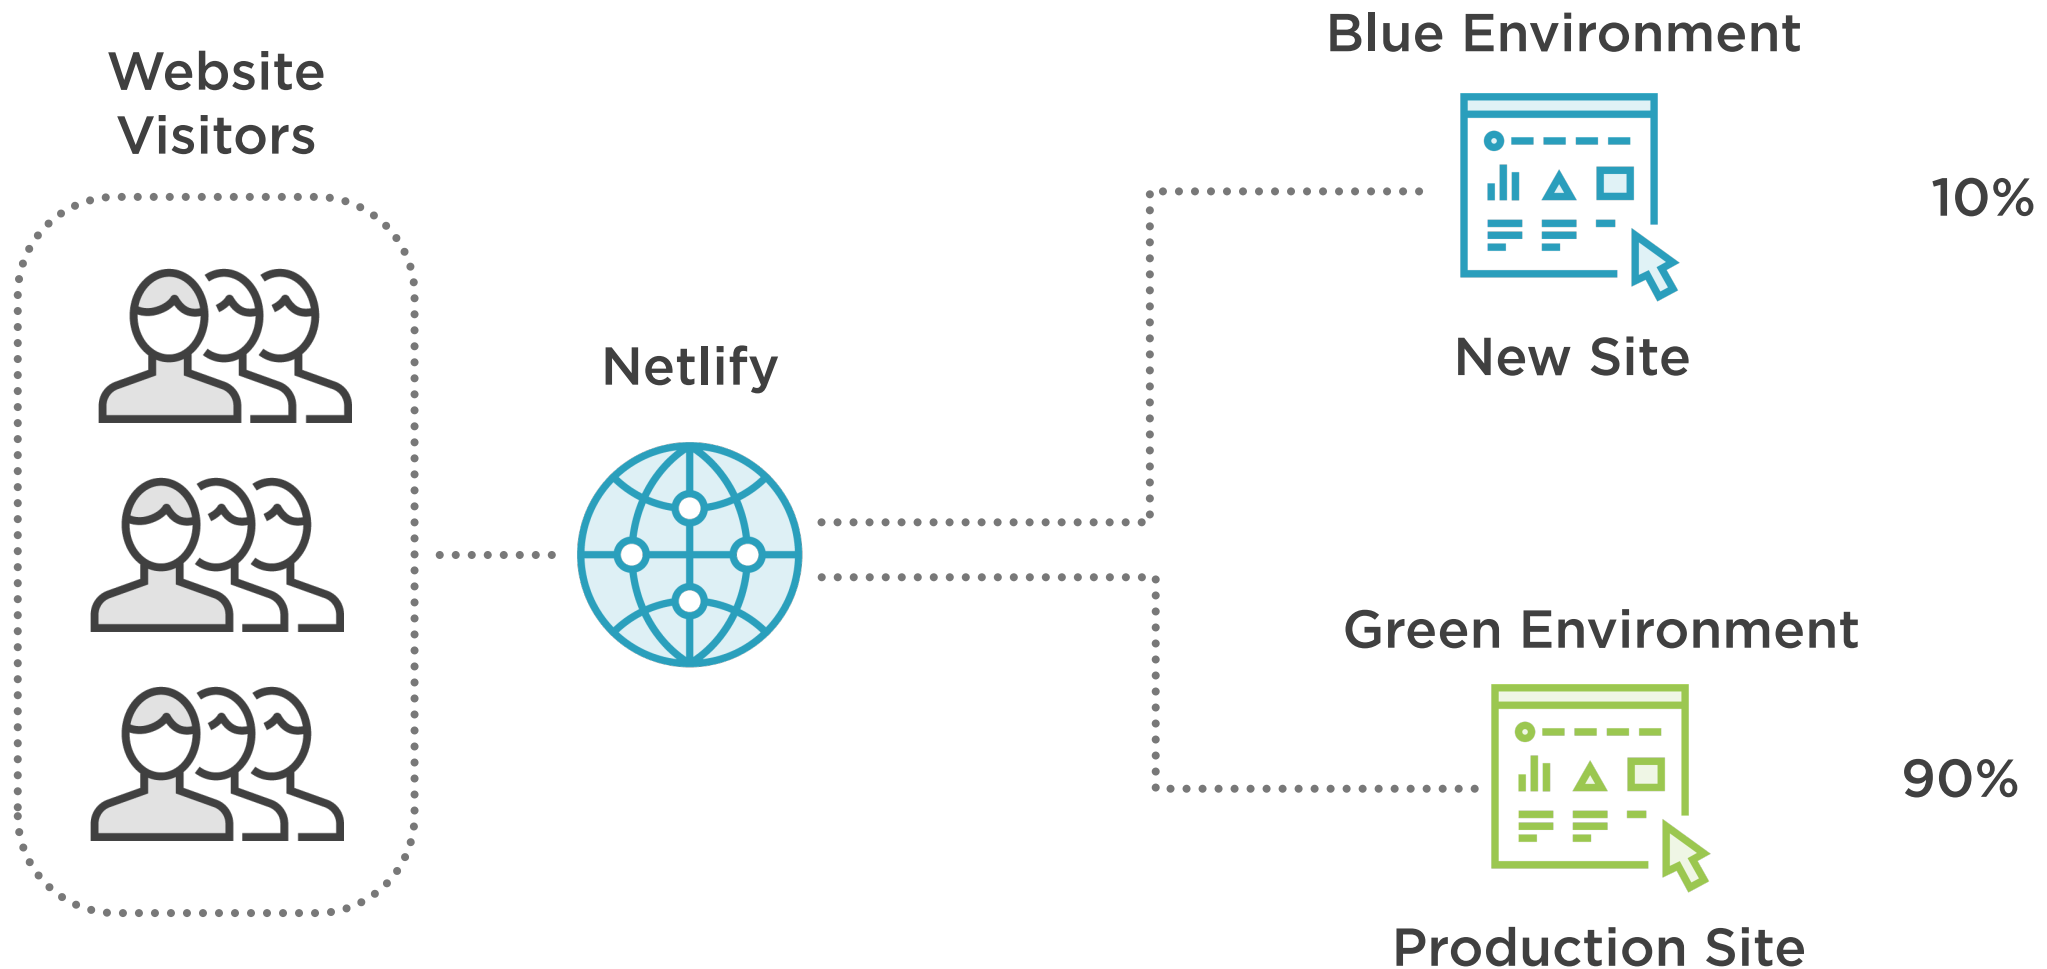 Website
Visitors
Netlify
Blue Environment
New Site
10%
Green Environment
Production Site
90%